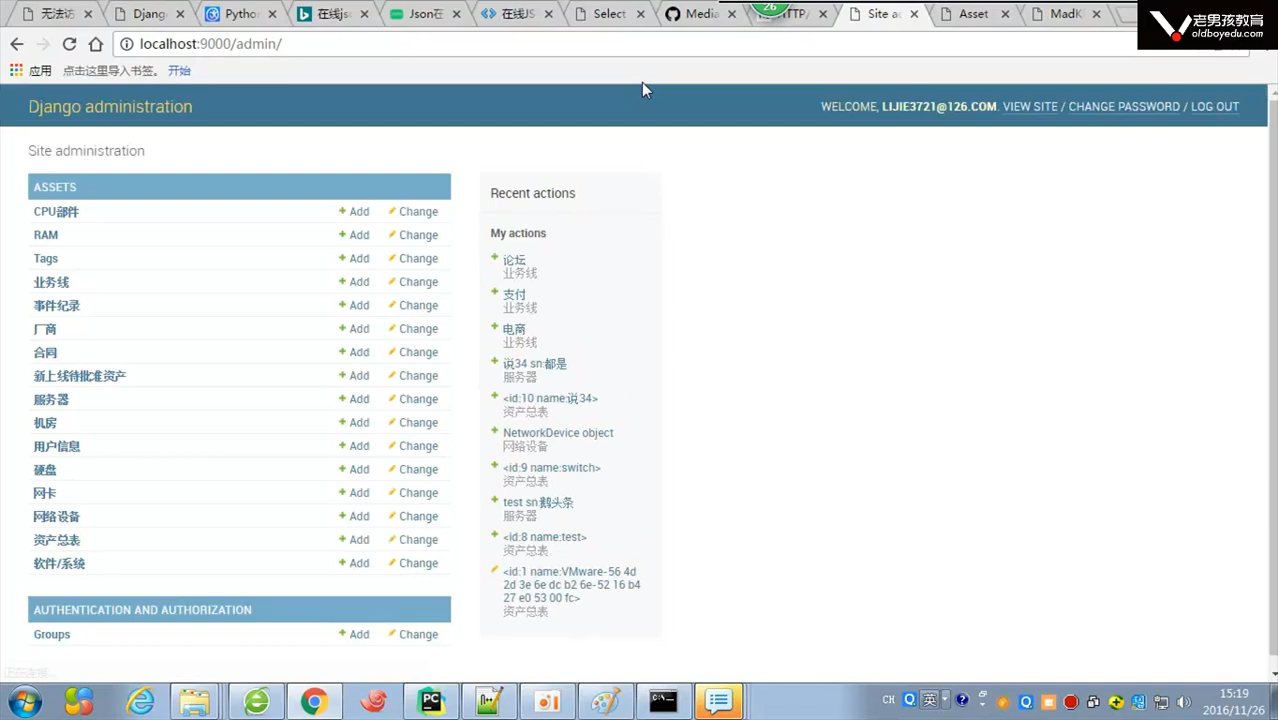 无法访
Djang
Python
在线js
Json在
在线JS
Select
Media
26
TTP/
Site a
Asset
MadK
老男孩教育
oldboyedu.com
localhost:9000/admin/
应用 点击这里导入书签。 开始
Django administration
WELCOME, LIJIE3721@126.COM. VIEW SITE / CHANGE PASSWORD / LOG OUT
Site administration
ASSETS
CPU部件 Add Change
RAM Add Change
Tags Add Change
业务线 Add Change
事件纪录 Add Change
厂商 Add Change
合同 Add Change
新上线待批准资产 Add Change
服务器 Add Change
机房 Add Change
用户信息 Add Change
硬盘 Add Change
网卡 Add Change
网络设备 Add Change
资产总表 Add Change
软件/系统 Add Change
AUTHENTICATION AND AUTHORIZATION
Groups Add Change
Recent actions
My actions
论坛
业务线
支付
业务线
电商
业务线
说34 sn:都是
服务器
<id:10 name:说34>
资产总表
NetworkDevice object
网络设备
<id:9 name:switch>
资产总表
test sn:鹅头条
服务器
<id:8 name:test>
资产总表
<id:1 name:VMware-56 4d
2d 3e 6e dc b2 6e-52 16 b4
27 e0 53 00 fc>
资产总表
正在连接...
CH 英
15:19
2016/11/26